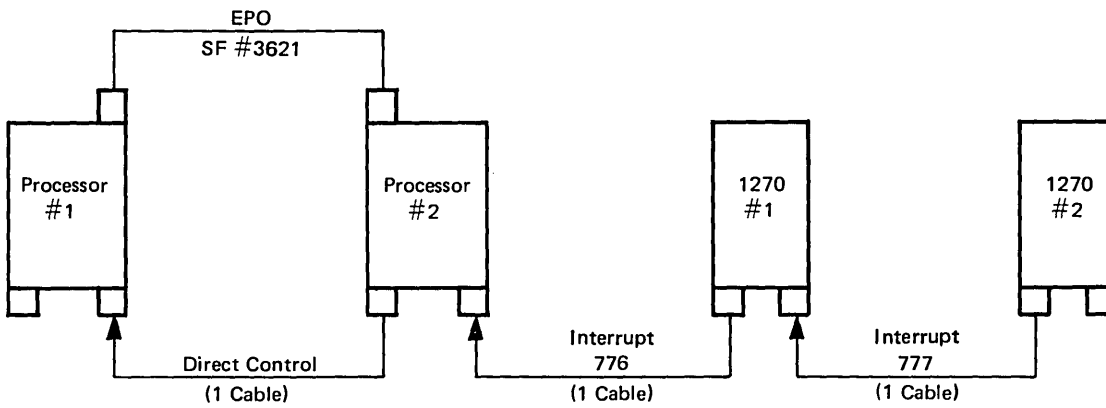 EPO
SF #3621
Processor
#1
Processor
#2
1270
#1
1270
#2
Direct Control
(1 Cable)
Interrupt
776
(1 Cable)
Interrupt
777
(1 Cable)